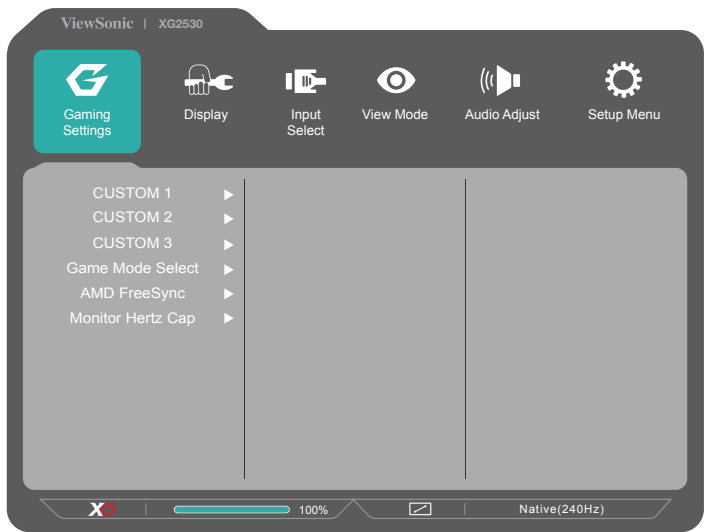 ViewSonic | XG2530
Gaming
Settings
Display
Input
Select
View Mode
Audio Adjust
Setup Menu
CUSTOM 1
CUSTOM 2
CUSTOM 3
Game Mode Select
AMD FreeSync
Monitor Hertz Cap
XG
100%
Native(240Hz)